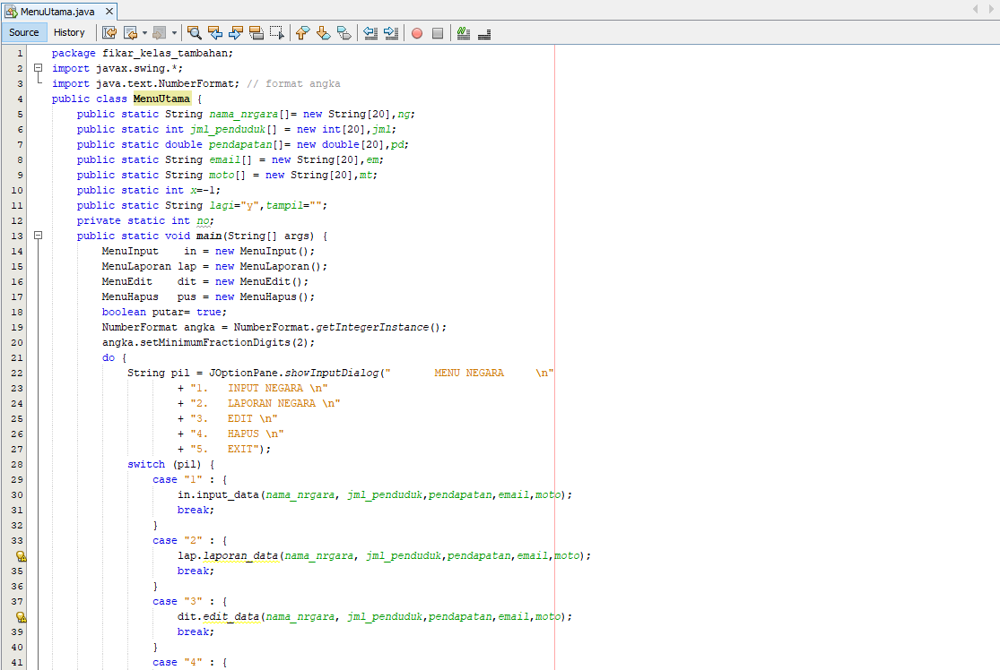 MenuUtama.java
Source History
1 package fikar_kelas_tambahan;
2 import javax.swing.*;
3 import java.text.NumberFormat; // format angka
4 public class MenuUtama {
5     public static String nama_nrgara[]= new String[20],ng;
6     public static int jml_penduduk[] = new int[20],jml;
7     public static double pendapatan[]= new double[20],pd;
8     public static String email[] = new String[20],em;
9     public static String moto[] = new String[20],mt;
10     public static int x=-1;
11     public static String lagi="y",tampil="";
12     private static int no;
13     public static void main(String[] args) {
14         MenuInput    in = new MenuInput();
15         MenuLaporan lap = new MenuLaporan();
16         MenuEdit    dit = new MenuEdit();
17         MenuHapus   pus = new MenuHapus();
18         boolean putar= true;
19         NumberFormat angka = NumberFormat.getIntegerInstance();
20         angka.setMinimumFractionDigits(2);
21         do {
22             String pil = JOptionPane.showInputDialog("       MENU NEGARA     \n"
23                     + "1.   INPUT NEGARA \n"
24                     + "2.   LAPORAN NEGARA \n"
25                     + "3.   EDIT \n"
26                     + "4.   HAPUS \n"
27                     + "5.   EXIT");
28             switch (pil) {
29                 case "1" : {
30                     in.input_data(nama_nrgara, jml_penduduk,pendapatan,email,moto);
31                     break;
32                 }
33                 case "2" : {
                    lap.laporan_data(nama_nrgara, jml_penduduk,pendapatan,email,moto);
35                     break;
36                 }
37                 case "3" : {
                    dit.edit_data(nama_nrgara, jml_penduduk,pendapatan,email,moto);
39                     break;
40                 }
41                 case "4" : {